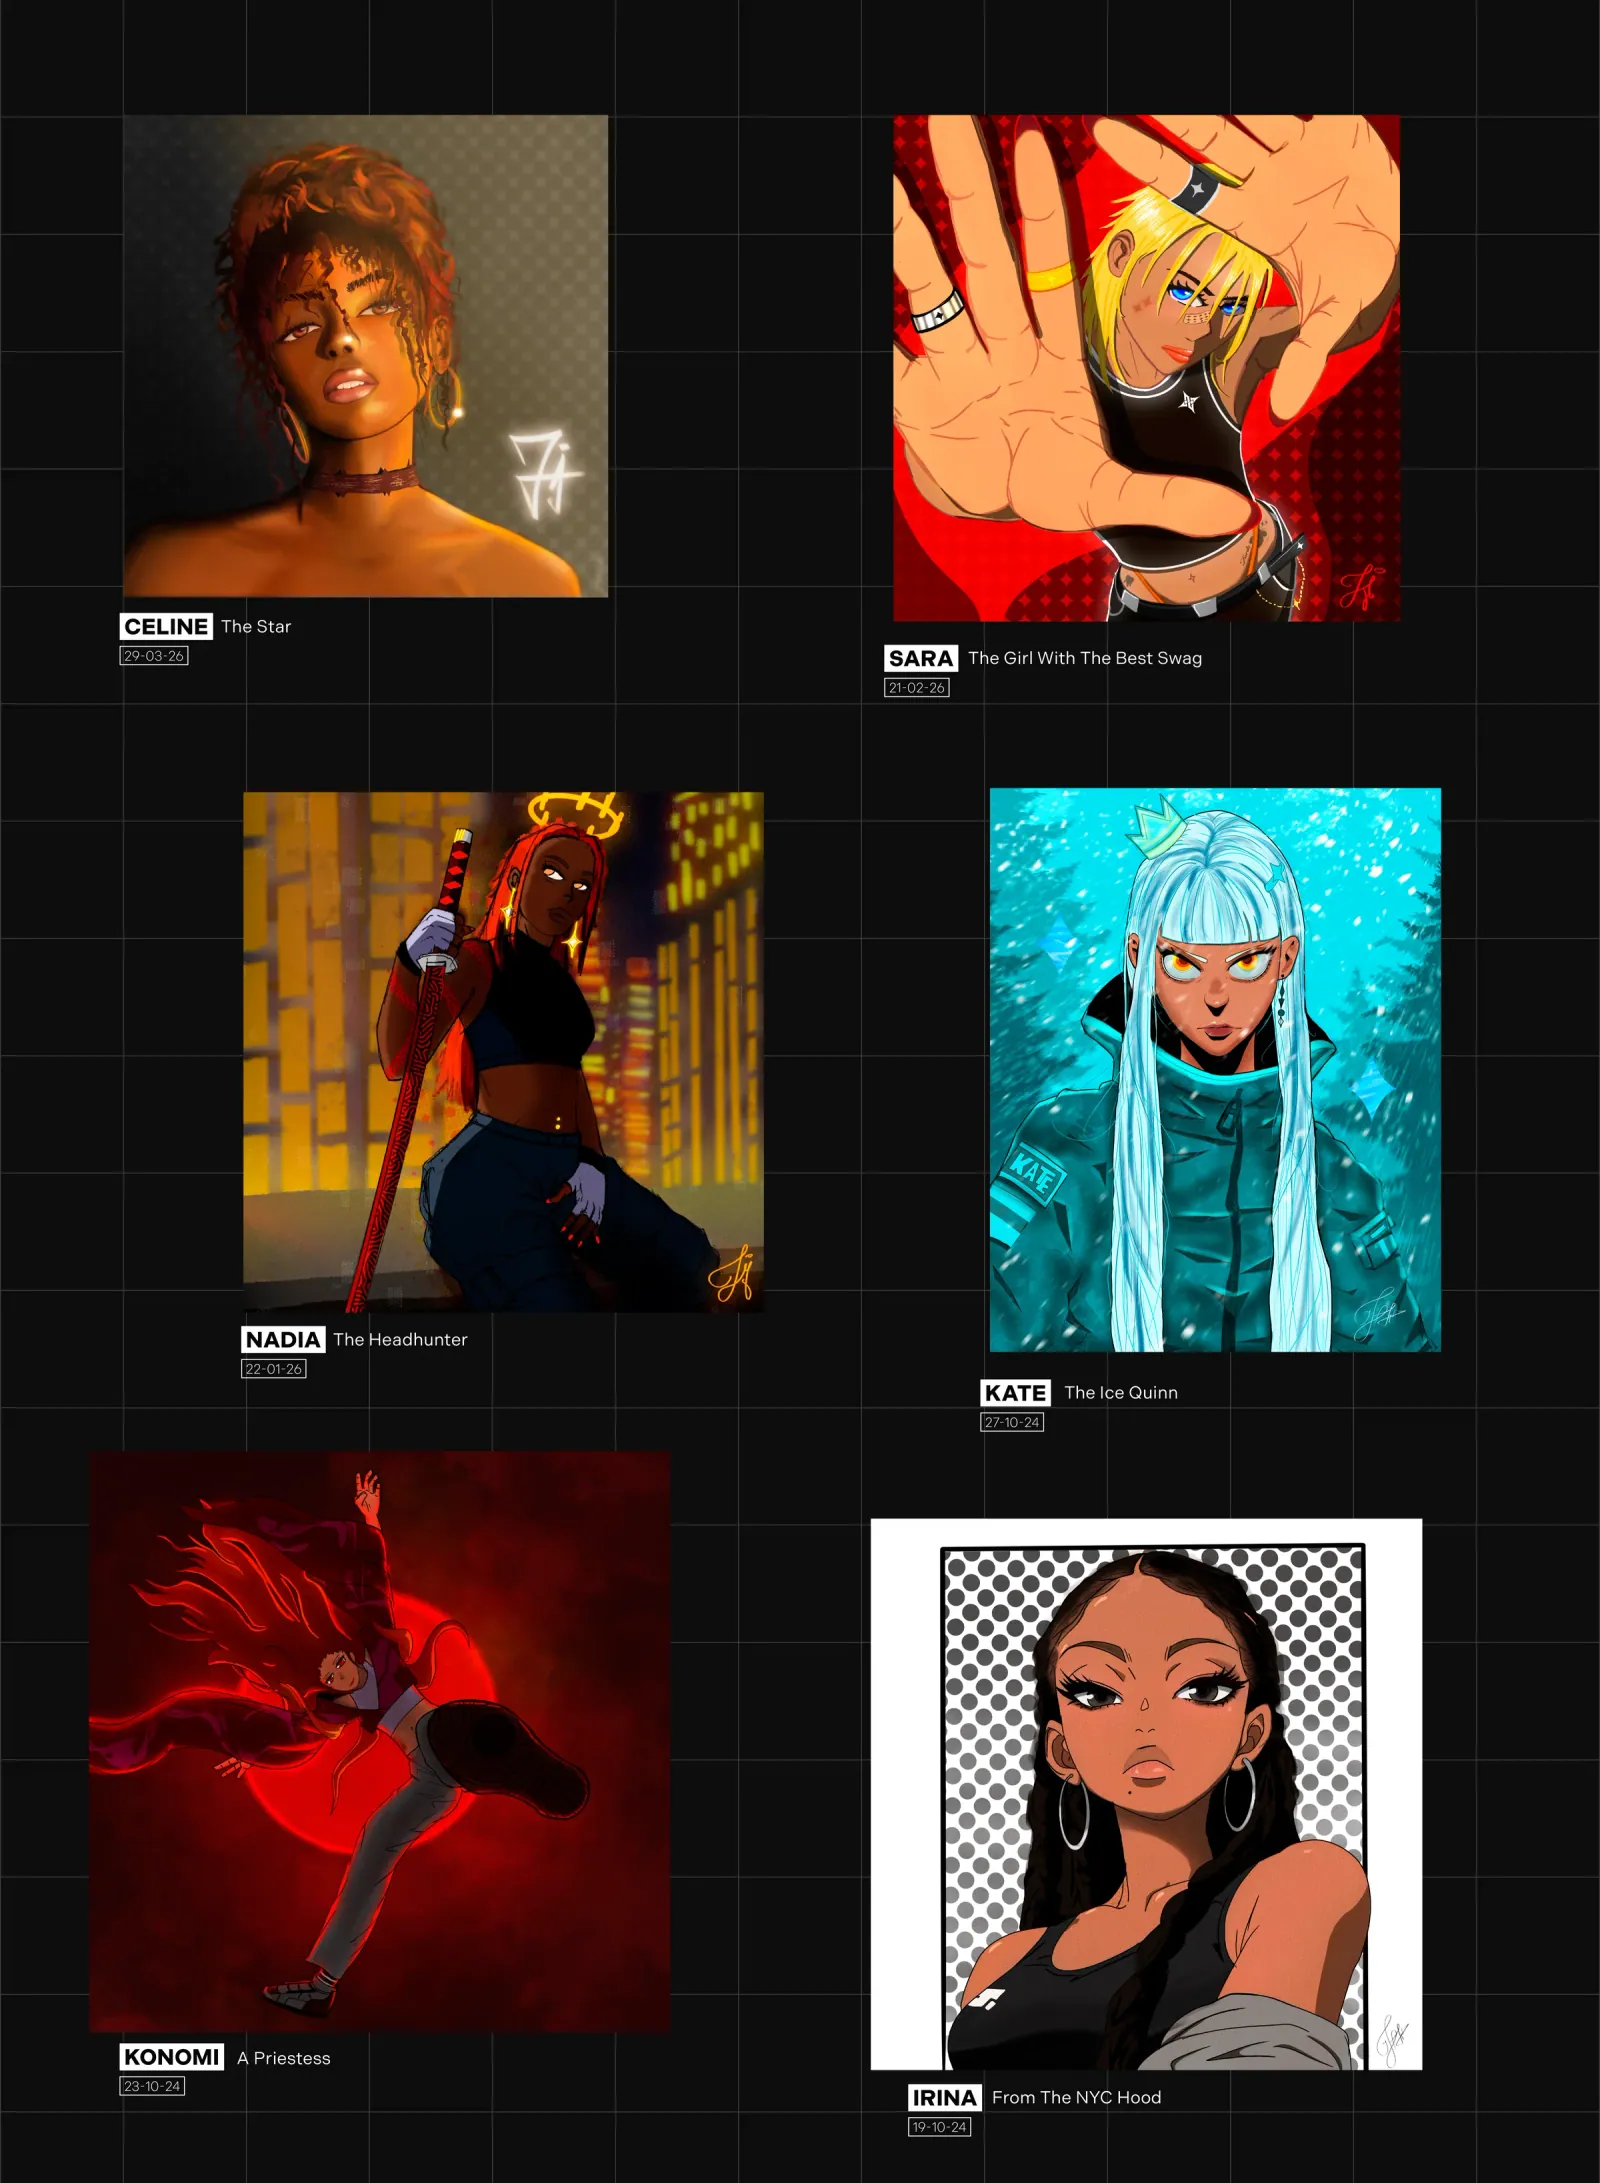 CELINE The Star
29-03-26
SARA The Girl With The Best Swag
21-02-26
NADIA The Headhunter
22-01-26
KATE
KATE The Ice Quinn
27-10-24
KONOMI A Priestess
23-10-24
IRINA From The NYC Hood
19-10-24